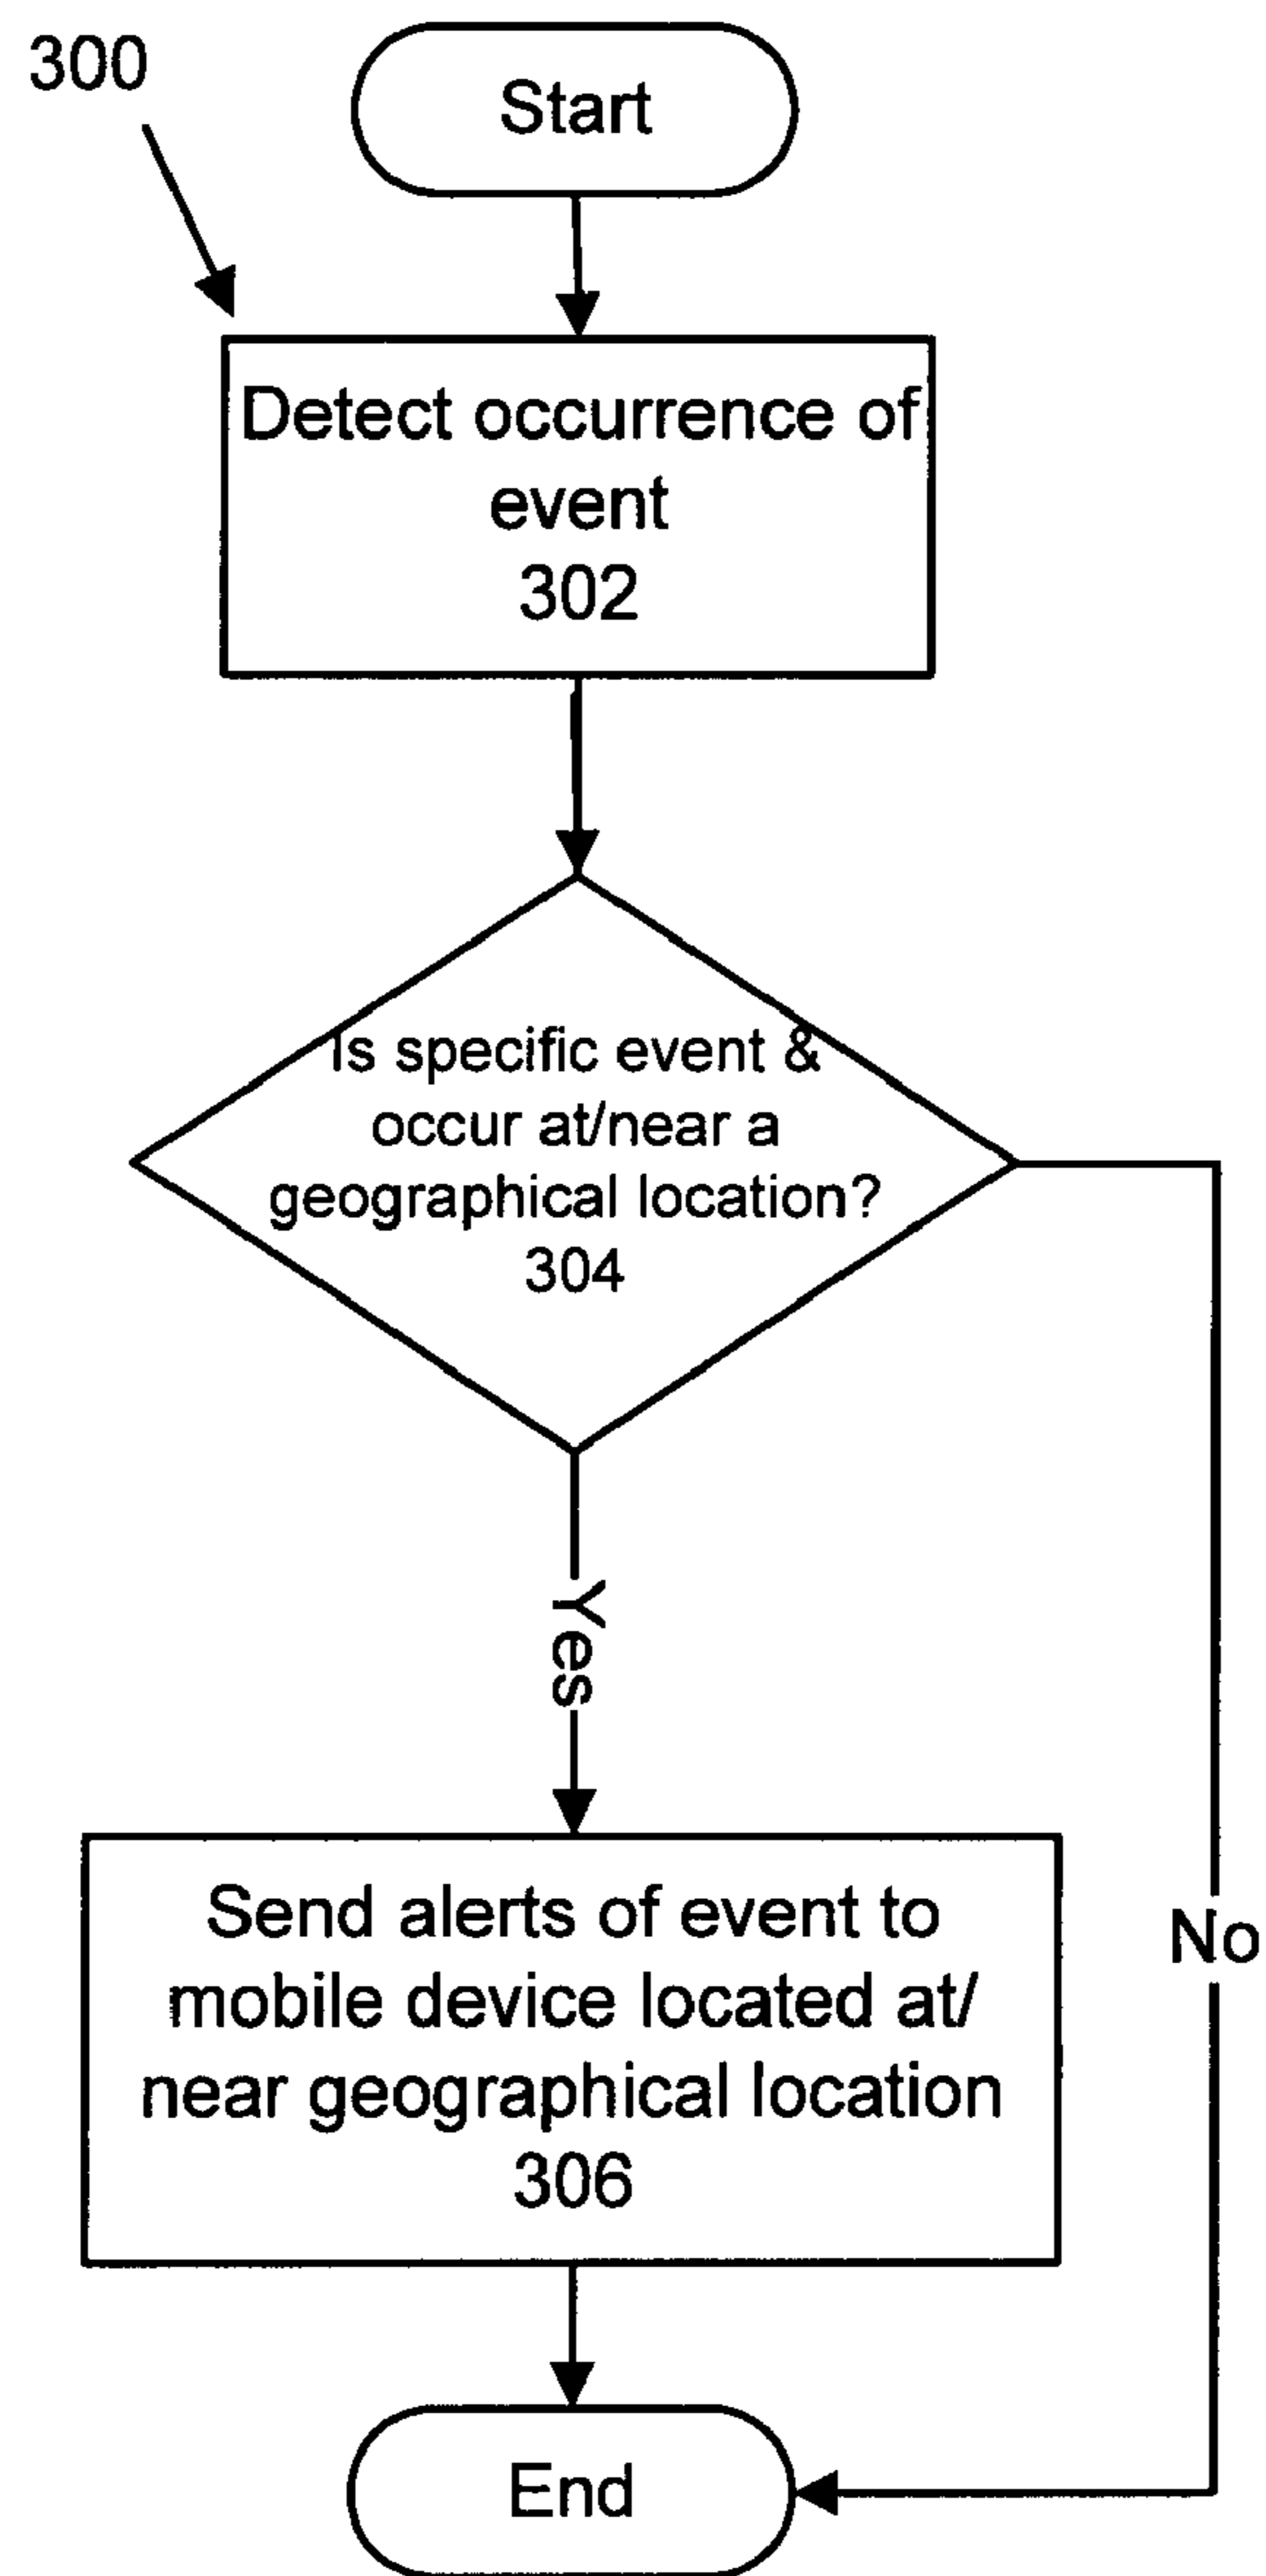 300
Start
Detect occurrence of
event
302
Is specific event &
occur at/near a
geographical location?
304
Yes
Send alerts of event to
mobile device located at/
near geographical location
306
No
End